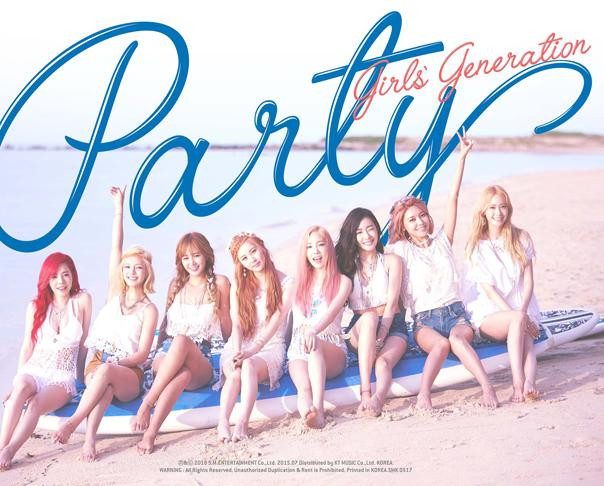 Party
Girls' Generation
Ⓟ&ⓒ 2015 S.M.ENTERTAINMENT Co.,Ltd. 2015.07 Distributed by KT MUSIC Co.,Ltd. KOREA.
WARNING : All Rights Reserved. Unauthorized Duplication & Rent is Prohibited. Printed in KOREA SMK 0517